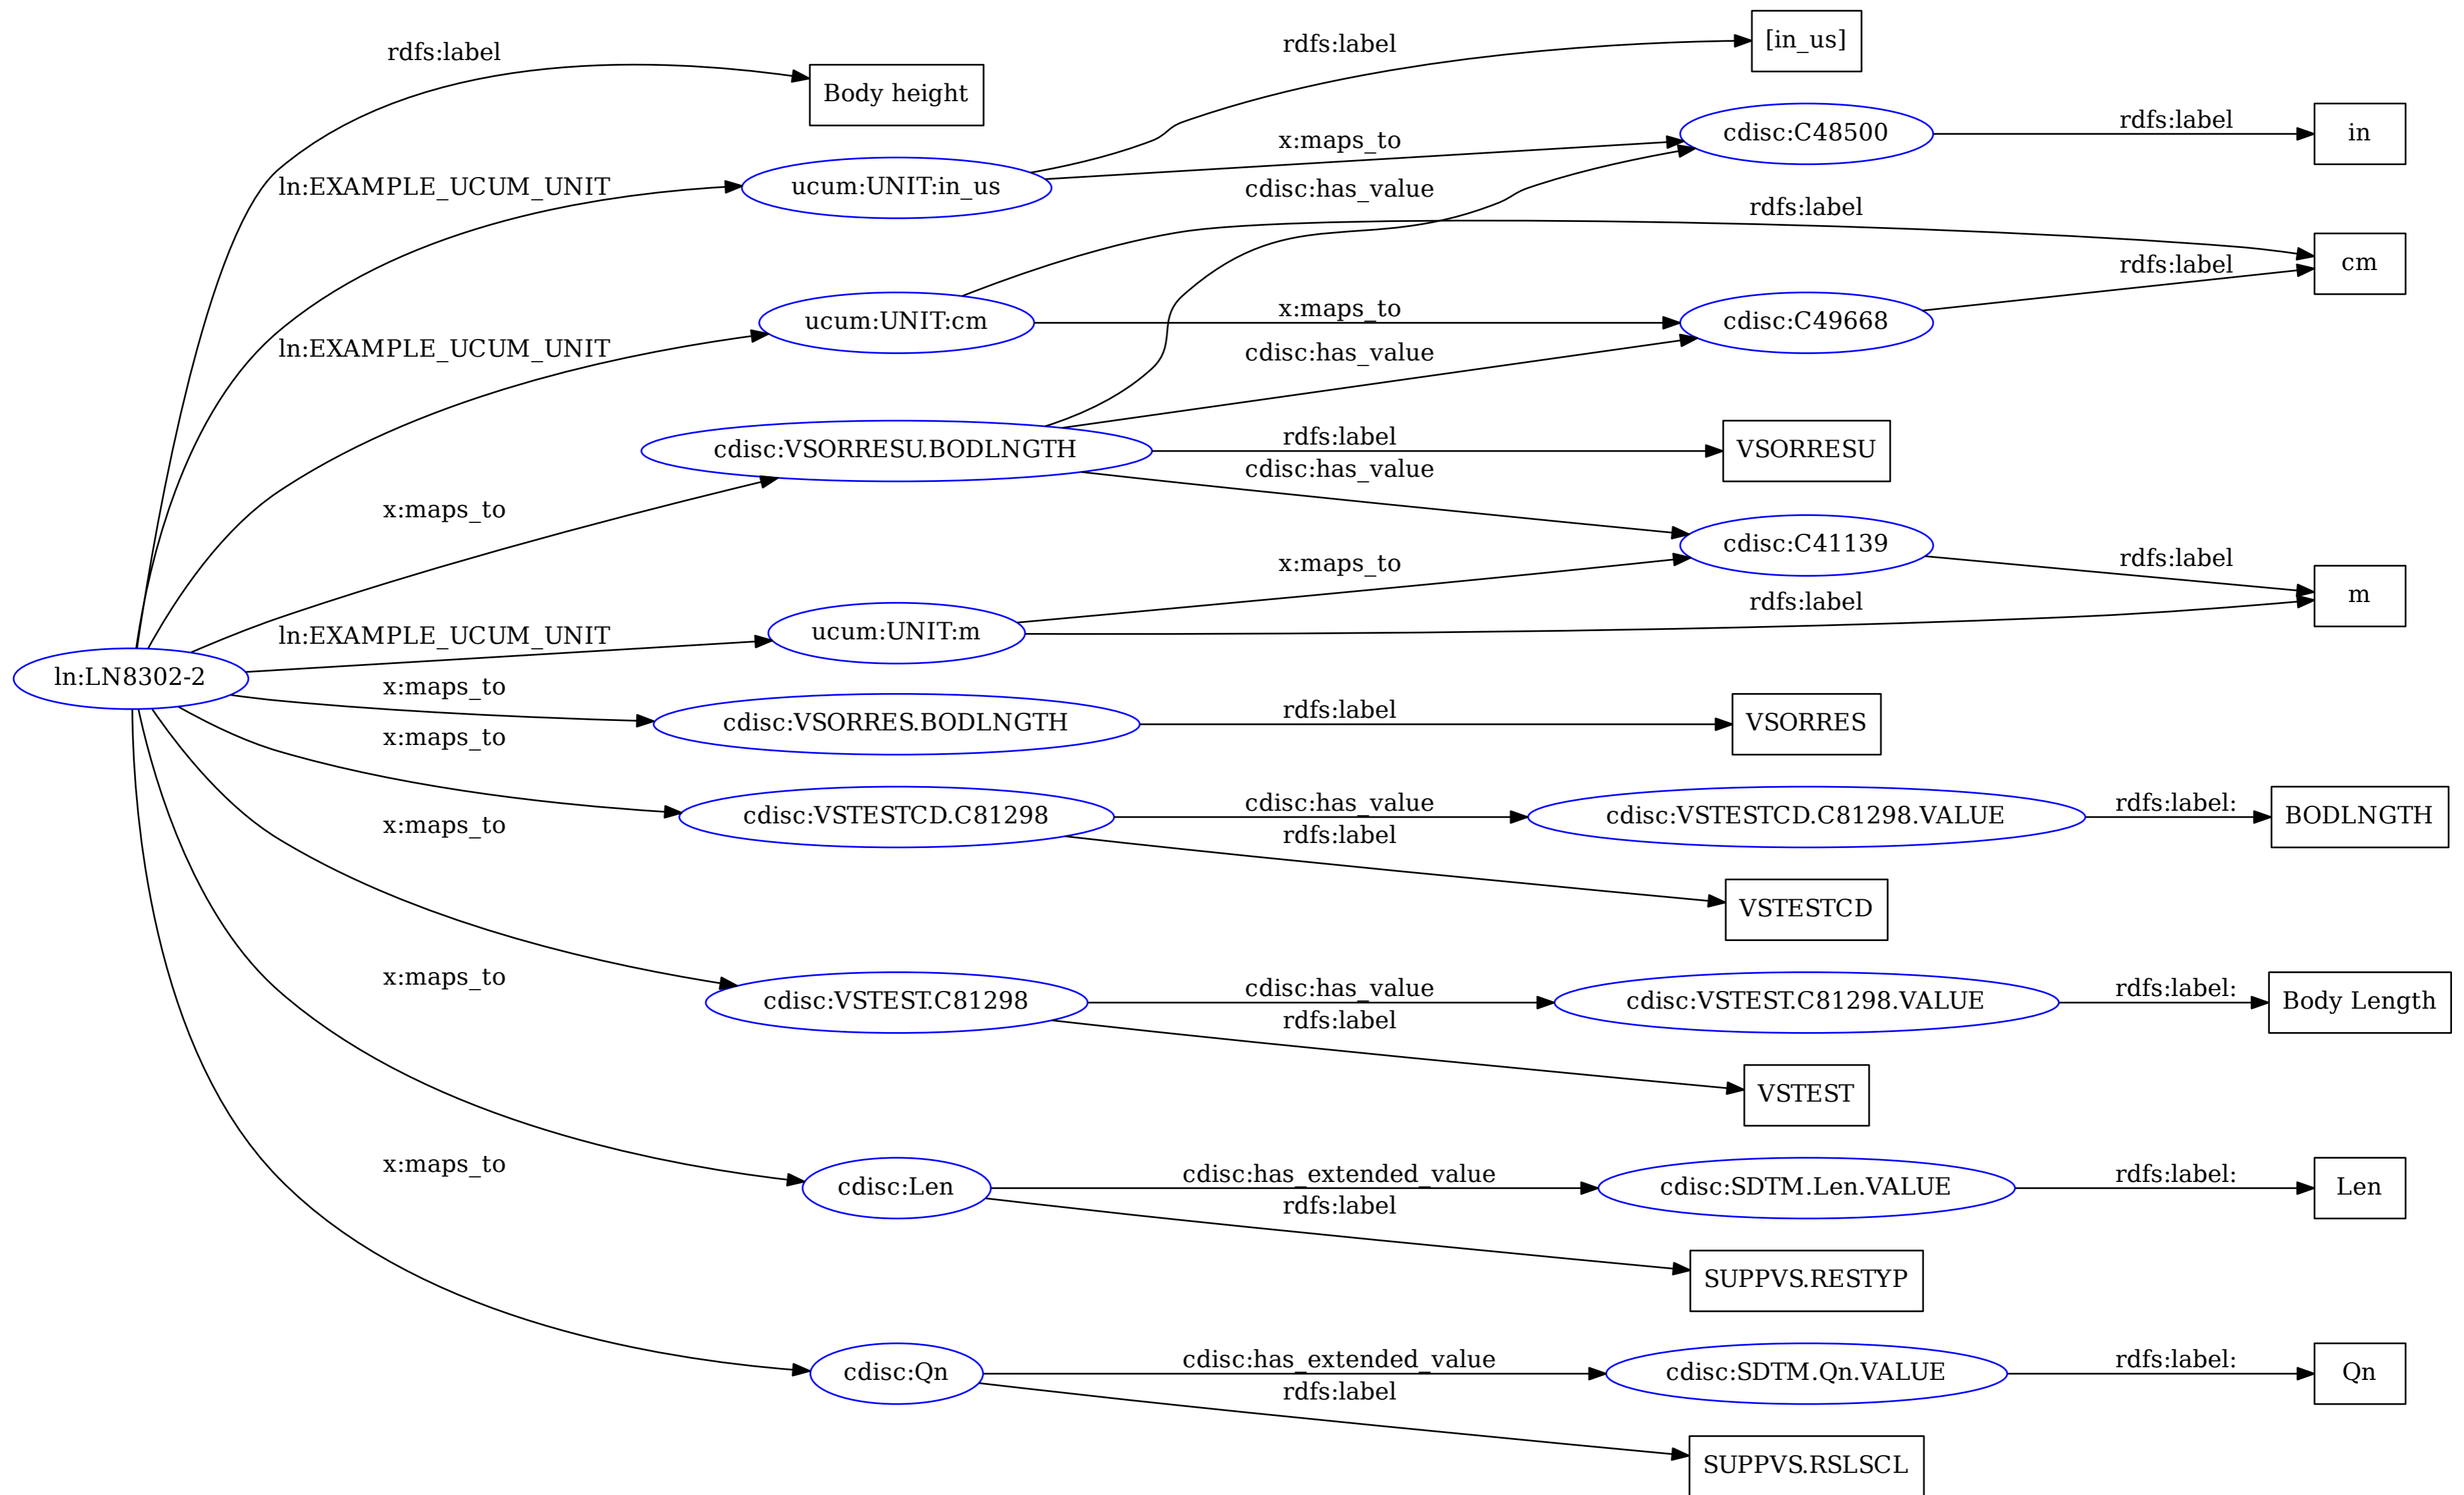 [in_us]
rdfs:label
rdfs:label
Body height
in
rdfs:label
cdisc:C48500
x:maps_to
ucum:UNIT:in_us
ln:EXAMPLE_UCUM_UNIT
cdisc:has_value
rdfs:label
cm
rdfs:label
x:maps_to
ucum:UNIT:cm
cdisc:C49668
ln:EXAMPLE_UCUM_UNIT
cdisc:has_value
rdfs:label
cdisc:VSORRESU.BODLNGTH
VSORRESU
cdisc:has_value
x:maps_to
cdisc:C41139
rdfs:label
x:maps_to
m
rdfs:label
ucum:UNIT:m
ln:EXAMPLE_UCUM_UNIT
ln:LN8302-2
x:maps_to
rdfs:label
cdisc:VSORRES.BODLNGTH
VSORRES
x:maps_to
cdisc:has_value
rdfs:label:
cdisc:VSTESTCD.C81298
cdisc:VSTESTCD.C81298.VALUE
BODLNGTH
x:maps_to
rdfs:label
VSTESTCD
x:maps_to
cdisc:has_value
rdfs:label:
cdisc:VSTEST.C81298
cdisc:VSTEST.C81298.VALUE
Body Length
rdfs:label
VSTEST
x:maps_to
cdisc:has_extended_value
rdfs:label:
cdisc:Len
cdisc:SDTM.Len.VALUE
Len
rdfs:label
SUPPVS.RESTYP
cdisc:has_extended_value
rdfs:label:
cdisc:Qn
cdisc:SDTM.Qn.VALUE
Qn
rdfs:label
SUPPVS.RSLSCL